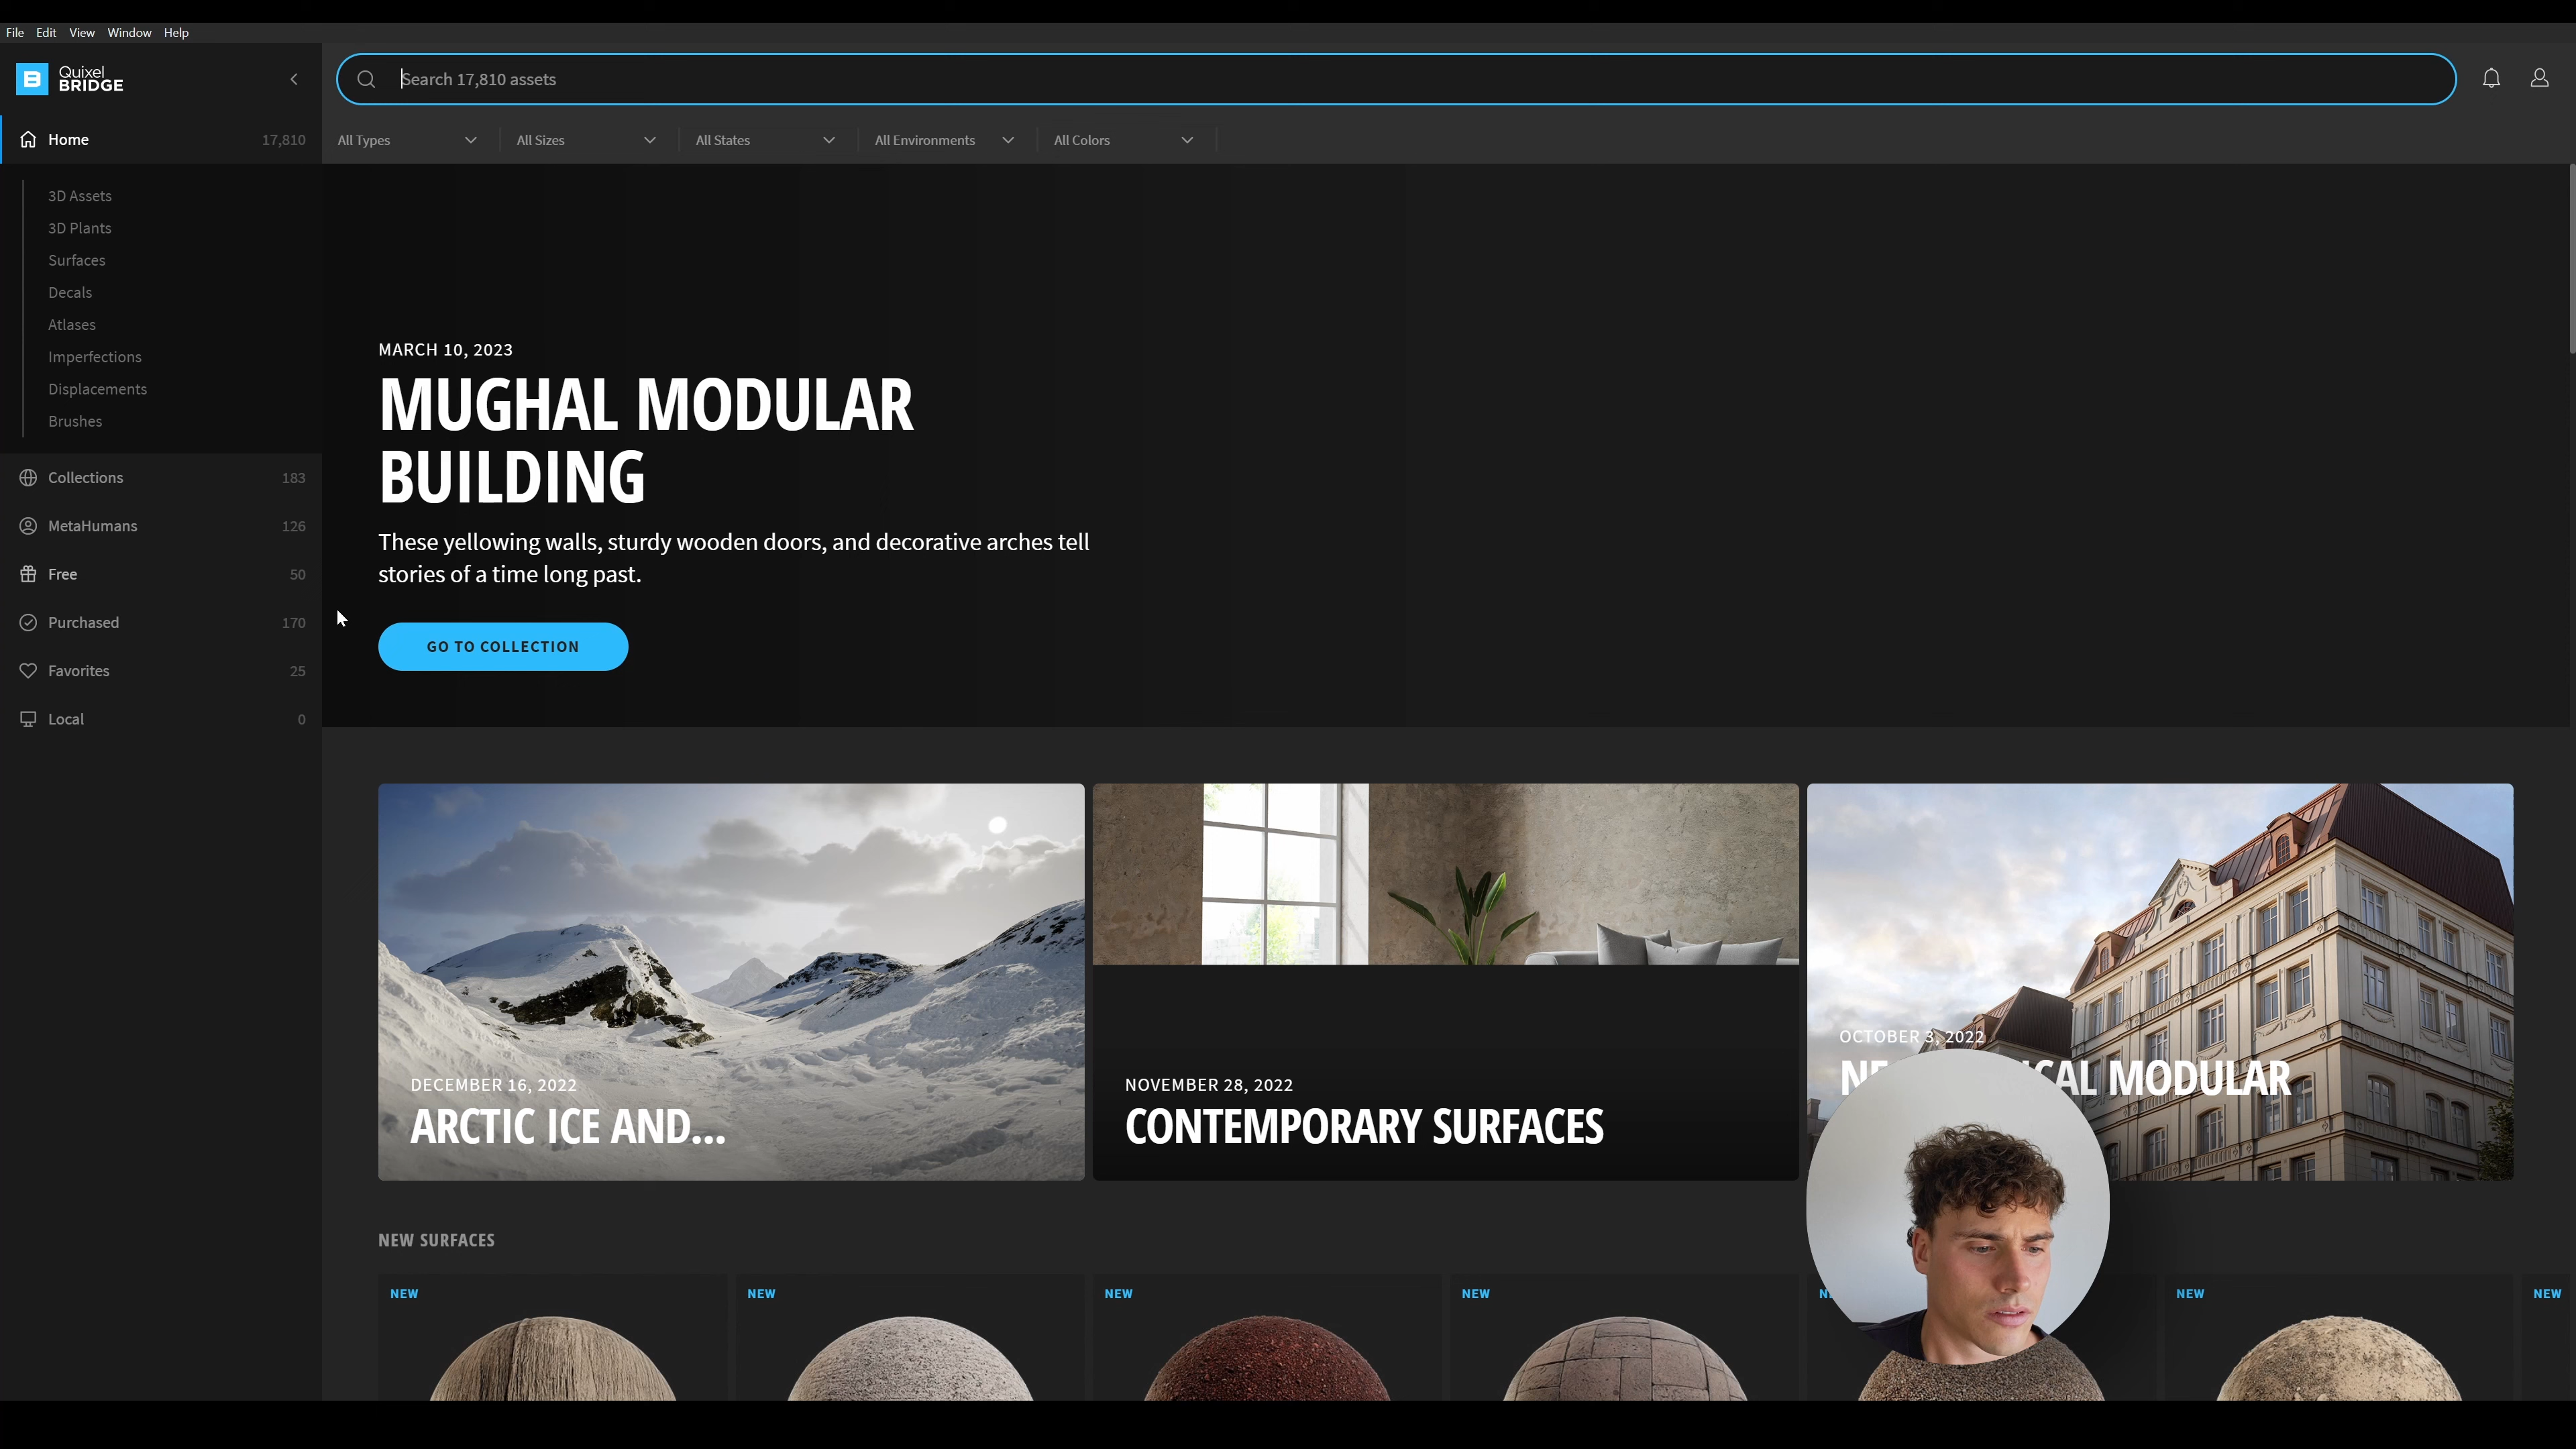 File Edit View Window Help
Quixel
BRIDGE
Search 17,810 assets
Home 17,810
All Types All Sizes All States All Environments All Colors
3D Assets
3D Plants
Surfaces
Decals
Atlases
Imperfections
Displacements
Brushes
Collections 183
MetaHumans 126
Free 50
Purchased 170
Favorites 25
Local 0
MARCH 10, 2023
MUGHAL MODULAR
BUILDING
These yellowing walls, sturdy wooden doors, and decorative arches tell
stories of a time long past.
GO TO COLLECTION
DECEMBER 16, 2022
ARCTIC ICE AND...
NOVEMBER 28, 2022
CONTEMPORARY SURFACES
OCTOBER 3, 2022
MODULAR
NEW SURFACES
NEW NEW NEW NEW NEW NEW